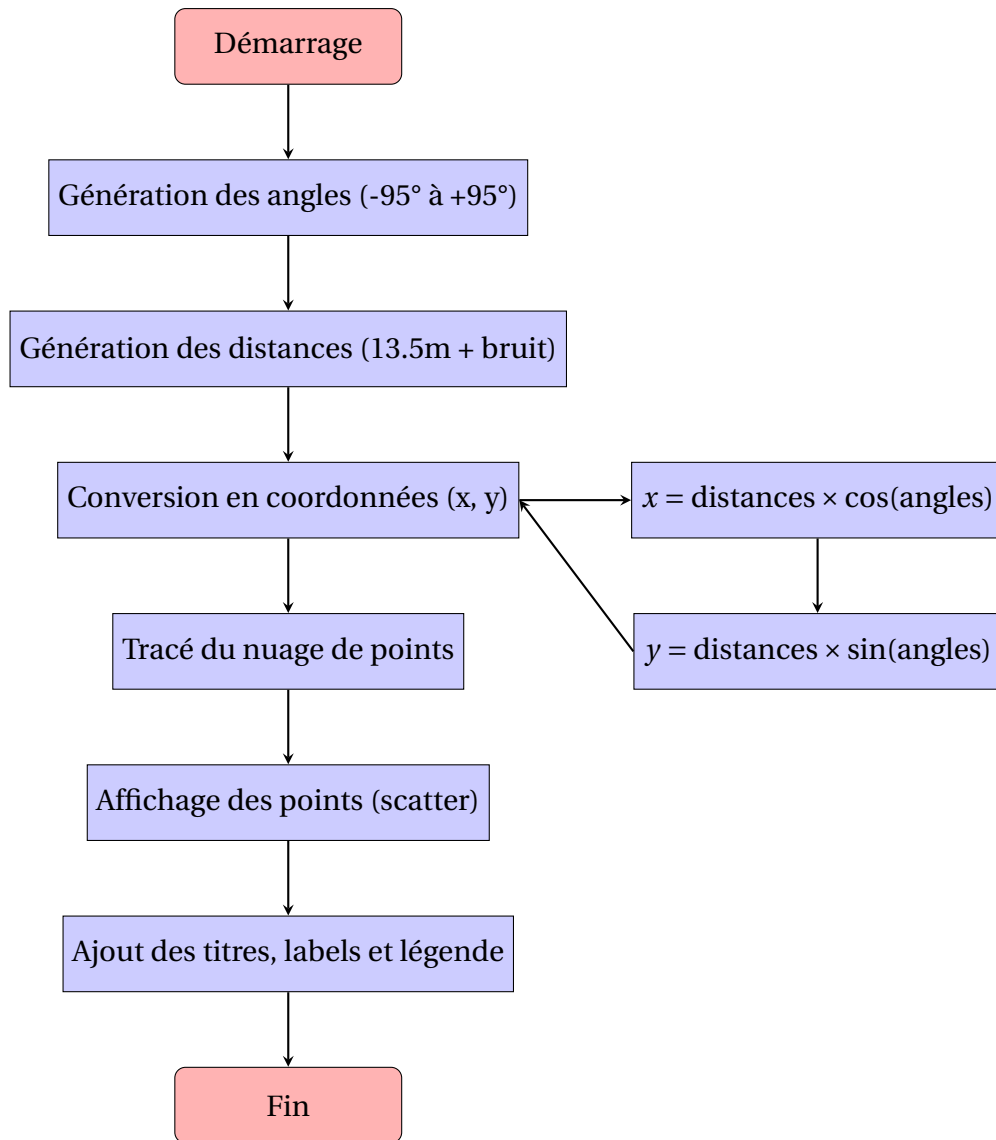 Démarrage
Génération des angles (-95° à +95°)
Génération des distances (13.5m + bruit)
Conversion en coordonnées (x, y)
x = distances × cos(angles)
y = distances × sin(angles)
Tracé du nuage de points
Affichage des points (scatter)
Ajout des titres, labels et légende
Fin